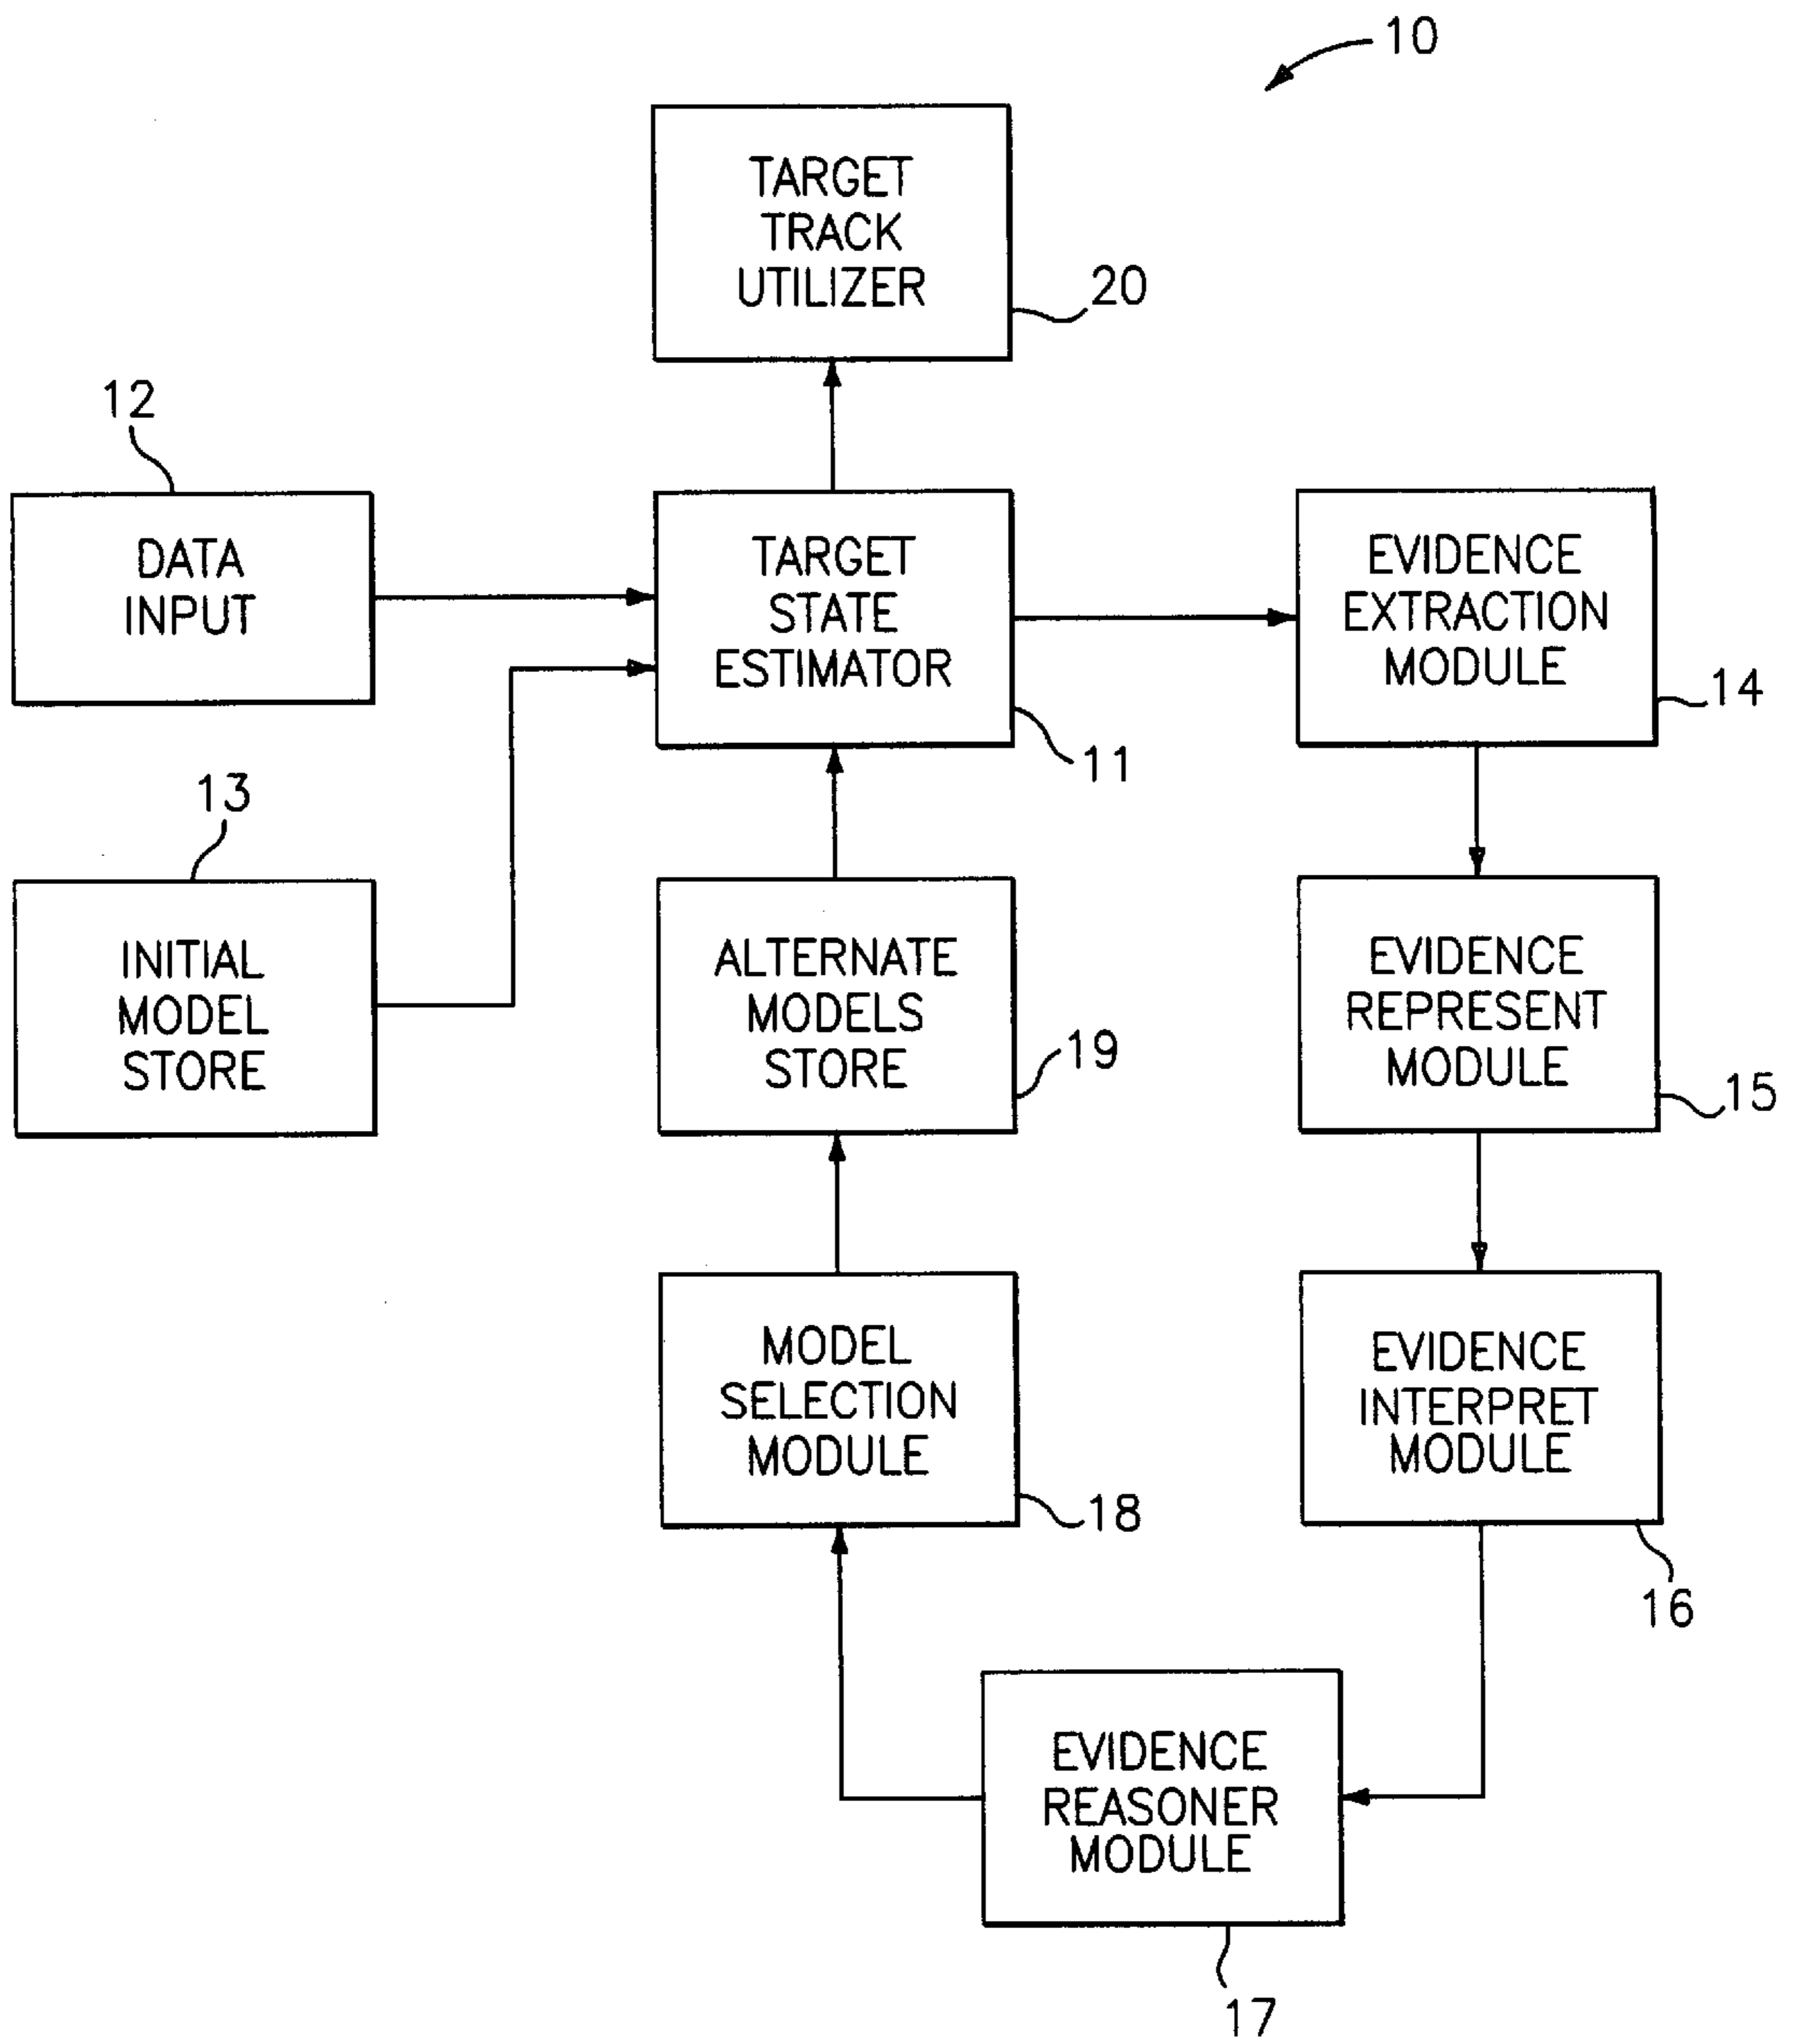 10
TARGET
TRACK
UTILIZER
20
12
DATA
INPUT
TARGET
STATE
ESTIMATOR
11
EVIDENCE
EXTRACTION
MODULE
14
13
INITIAL
MODEL
STORE
ALTERNATE
MODELS
STORE
19
EVIDENCE
REPRESENT
MODULE
15
MODEL
SELECTION
MODULE
18
EVIDENCE
INTERPRET
MODULE
16
EVIDENCE
REASONER
MODULE
17